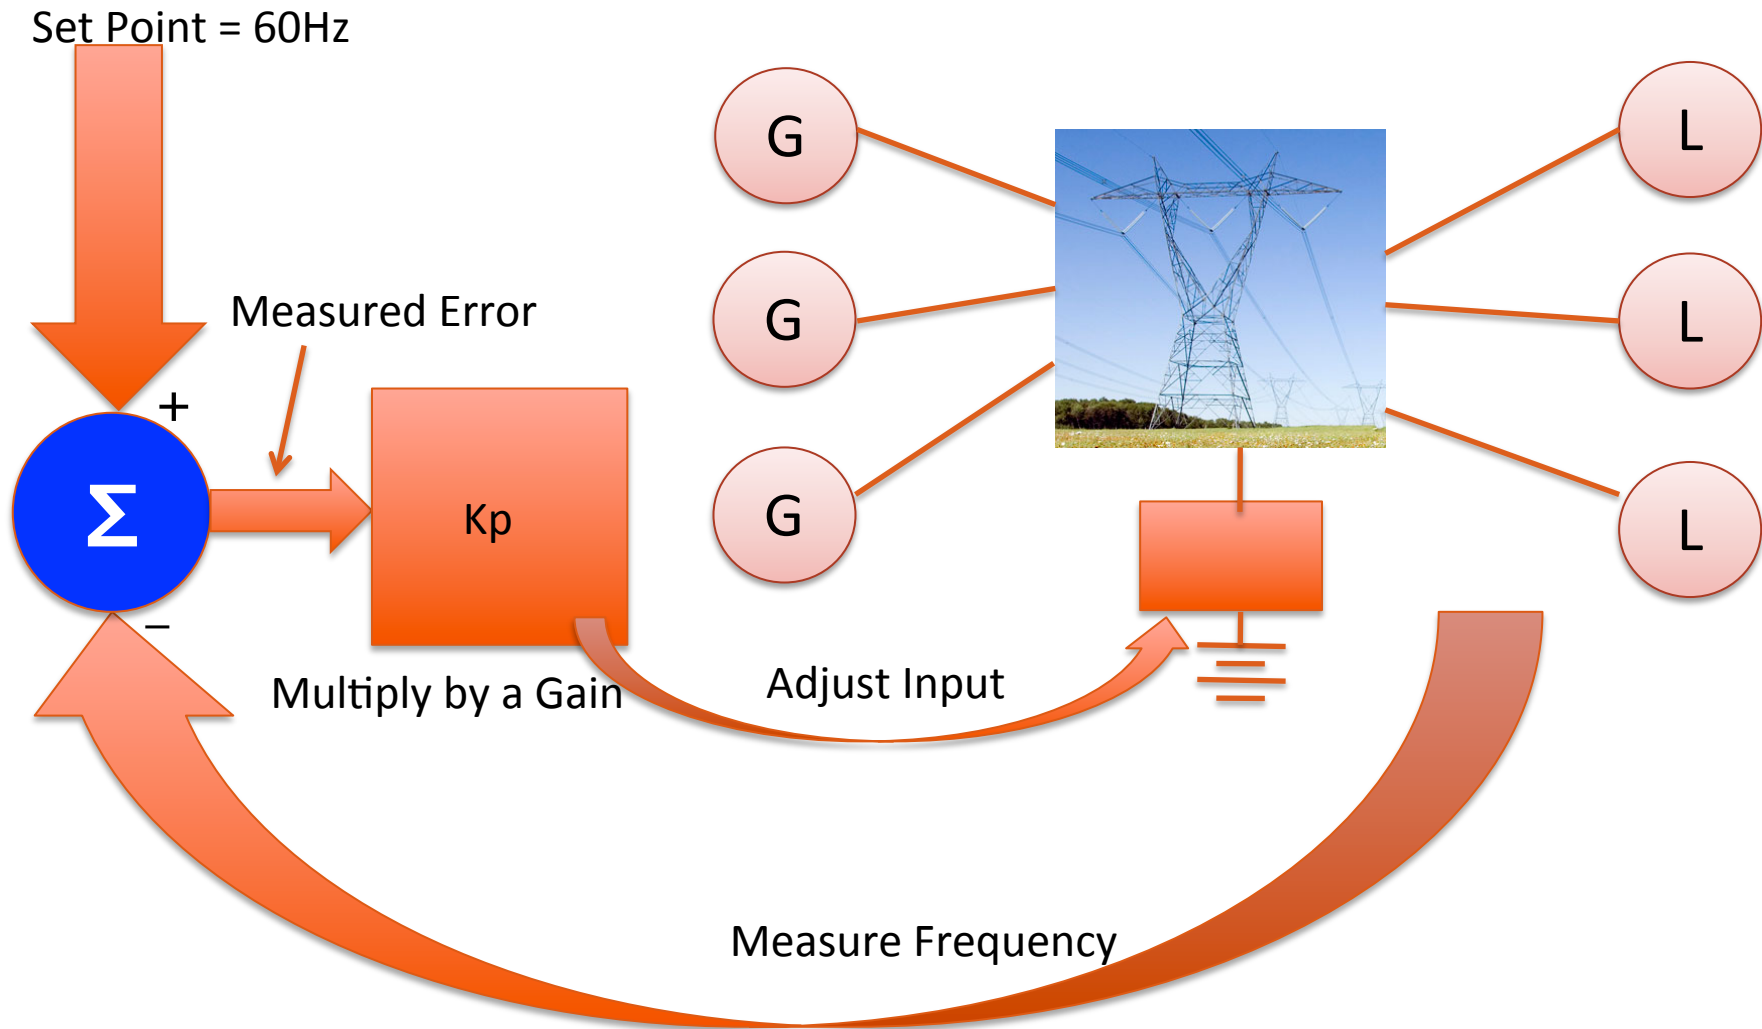 Set Point = 60Hz
G
L
Measured Error
G
L
+
Σ
Kp
G
L
–
Multiply by a Gain
Adjust Input
Measure Frequency